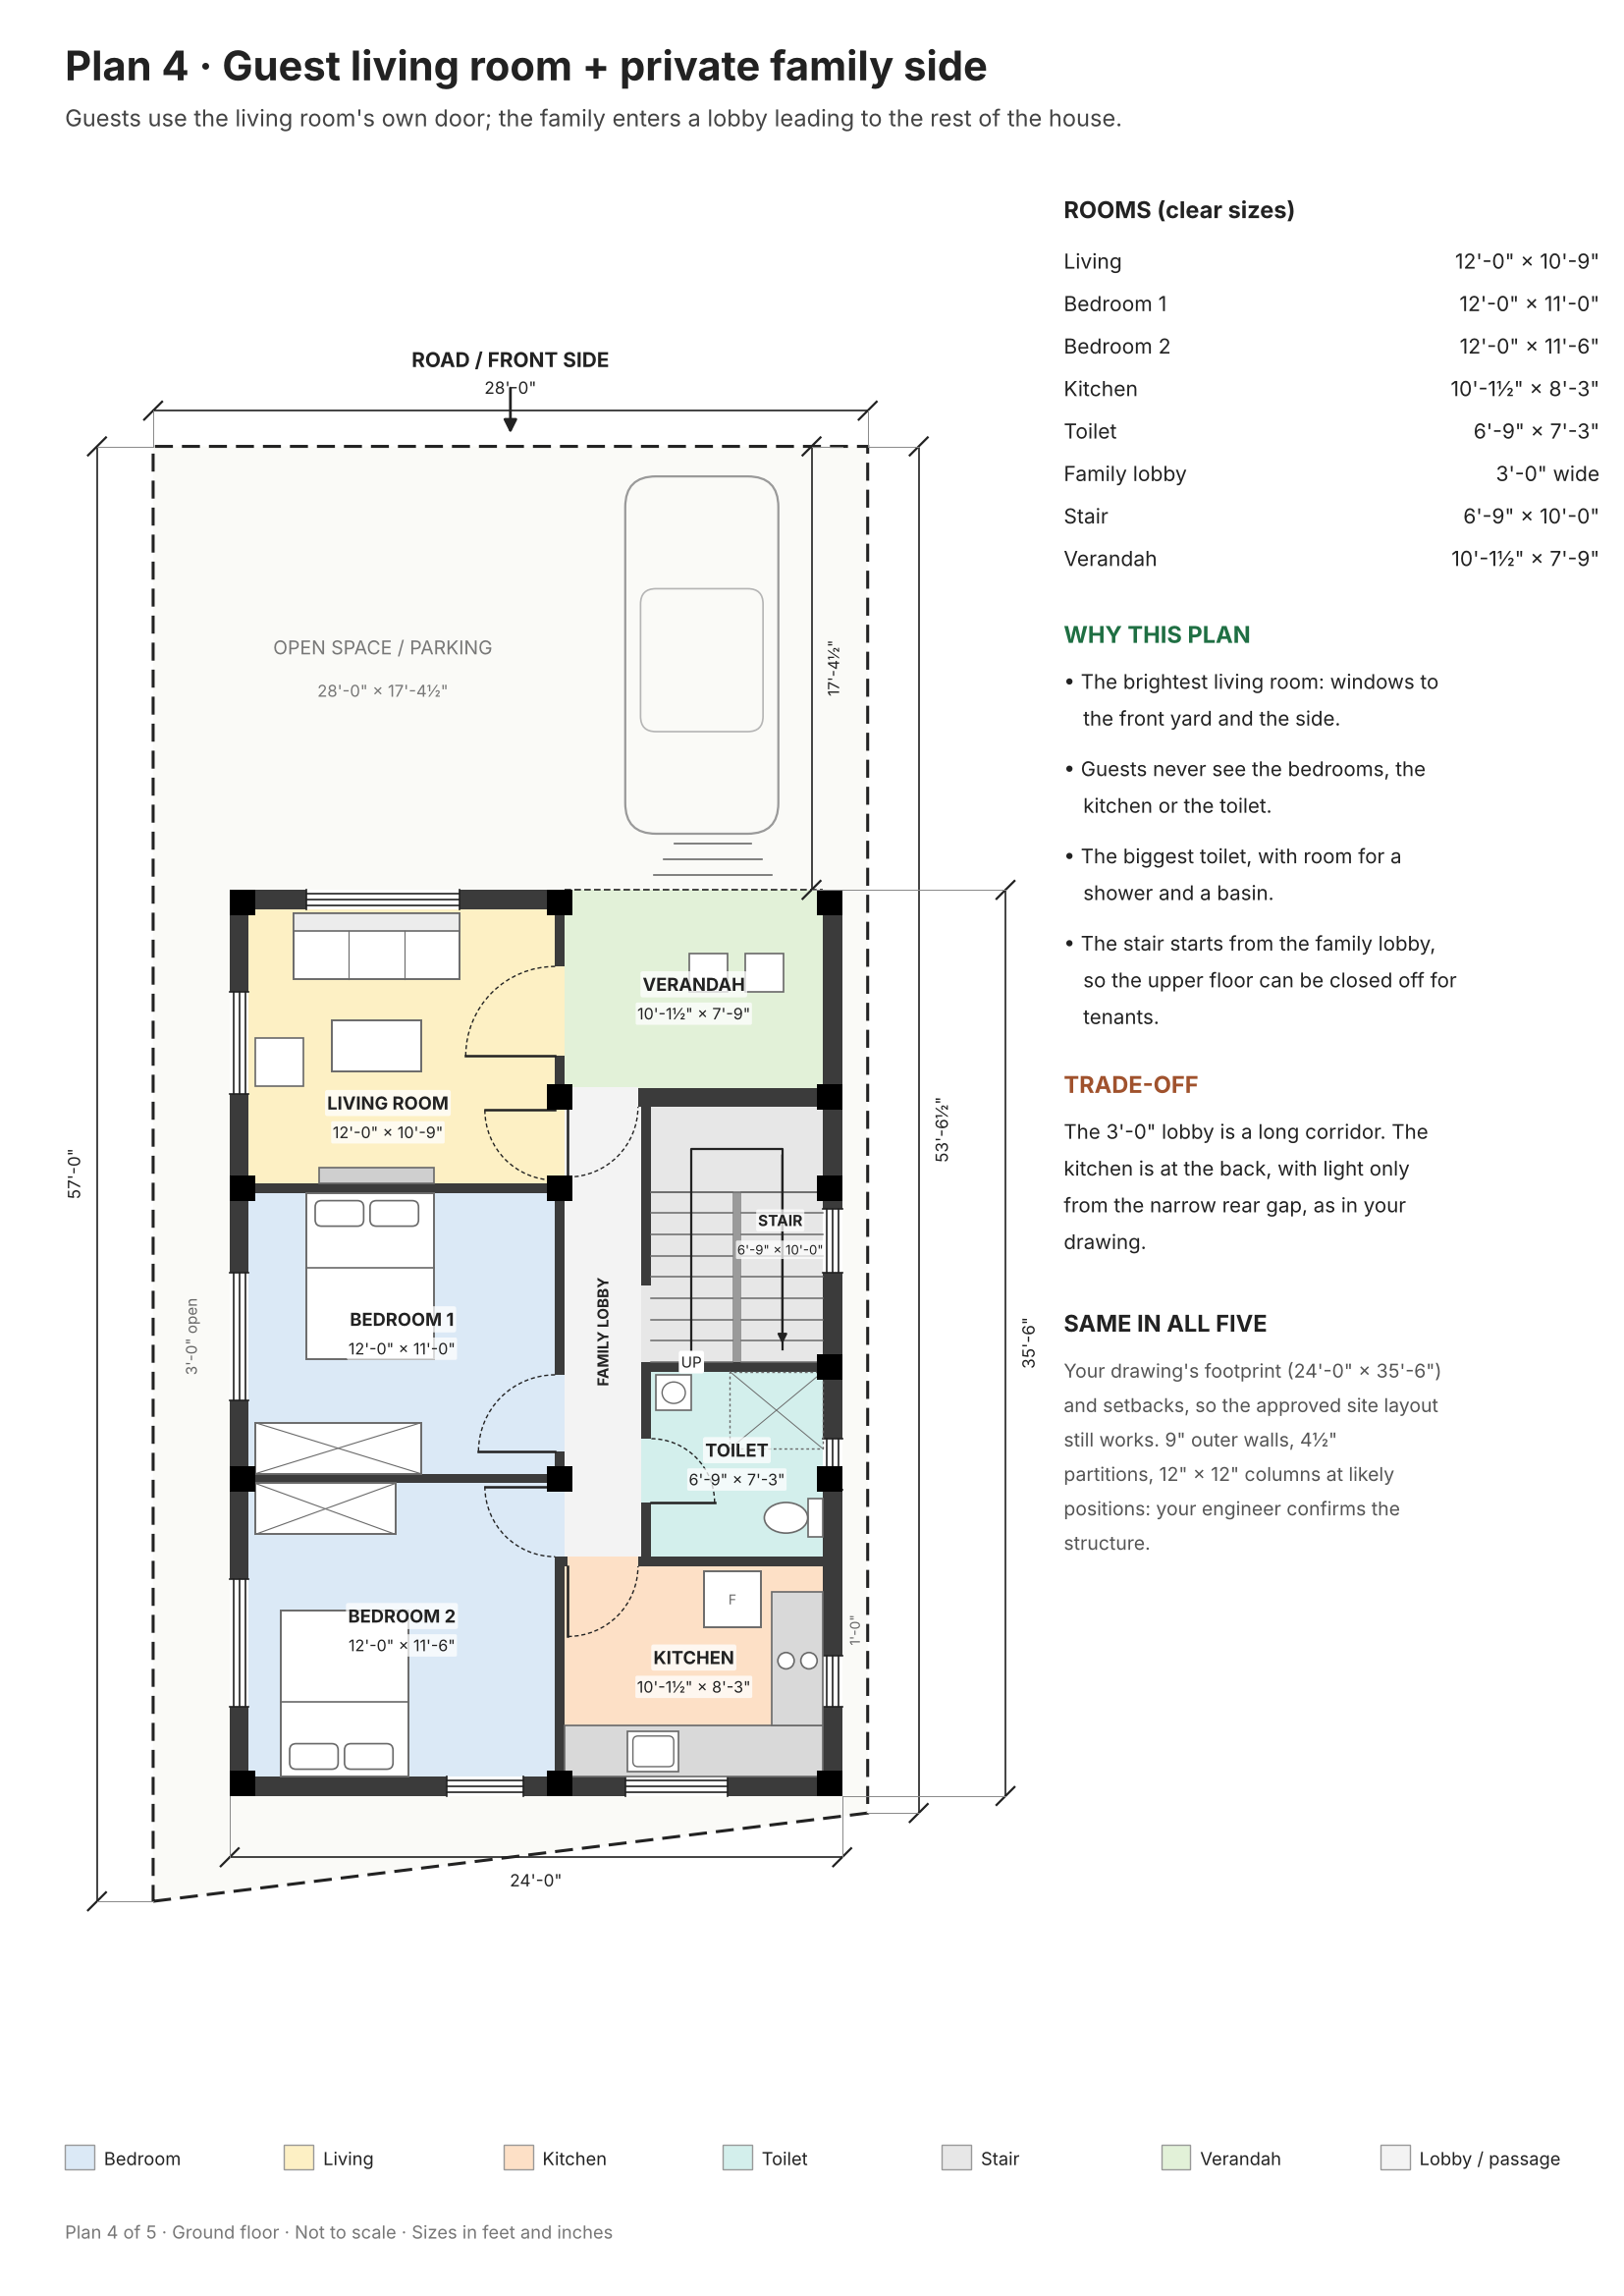 Plan 4 · Guest living room + private family side
Guests use the living room's own door; the family enters a lobby leading to the rest of the house.
ROAD / FRONT SIDE
28'-0"
OPEN SPACE / PARKING
28'-0" × 17'-4½"
17'-4½"
57'-0"
53'-6½"
35'-6"
3'-0" open
VERANDAH
10'-1½" × 7'-9"
LIVING ROOM
12'-0" × 10'-9"
STAIR
6'-9" × 10'-0"
FAMILY LOBBY
BEDROOM 1
12'-0" × 11'-0"
UP
TOILET
6'-9" × 7'-3"
F
BEDROOM 2
12'-0" × 11'-6"
KITCHEN
10'-1½" × 8'-3"
1'-0"
24'-0"
ROOMS (clear sizes)
Living 12'-0" × 10'-9"
Bedroom 1 12'-0" × 11'-0"
Bedroom 2 12'-0" × 11'-6"
Kitchen 10'-1½" × 8'-3"
Toilet 6'-9" × 7'-3"
Family lobby 3'-0" wide
Stair 6'-9" × 10'-0"
Verandah 10'-1½" × 7'-9"
WHY THIS PLAN
• The brightest living room: windows to
the front yard and the side.
• Guests never see the bedrooms, the
kitchen or the toilet.
• The biggest toilet, with room for a
shower and a basin.
• The stair starts from the family lobby,
so the upper floor can be closed off for
tenants.
TRADE-OFF
The 3'-0" lobby is a long corridor. The
kitchen is at the back, with light only
from the narrow rear gap, as in your
drawing.
SAME IN ALL FIVE
Your drawing's footprint (24'-0" × 35'-6")
and setbacks, so the approved site layout
still works. 9" outer walls, 4½"
partitions, 12" × 12" columns at likely
positions: your engineer confirms the
structure.
Bedroom Living Kitchen Toilet Stair Verandah Lobby / passage
Plan 4 of 5 · Ground floor · Not to scale · Sizes in feet and inches